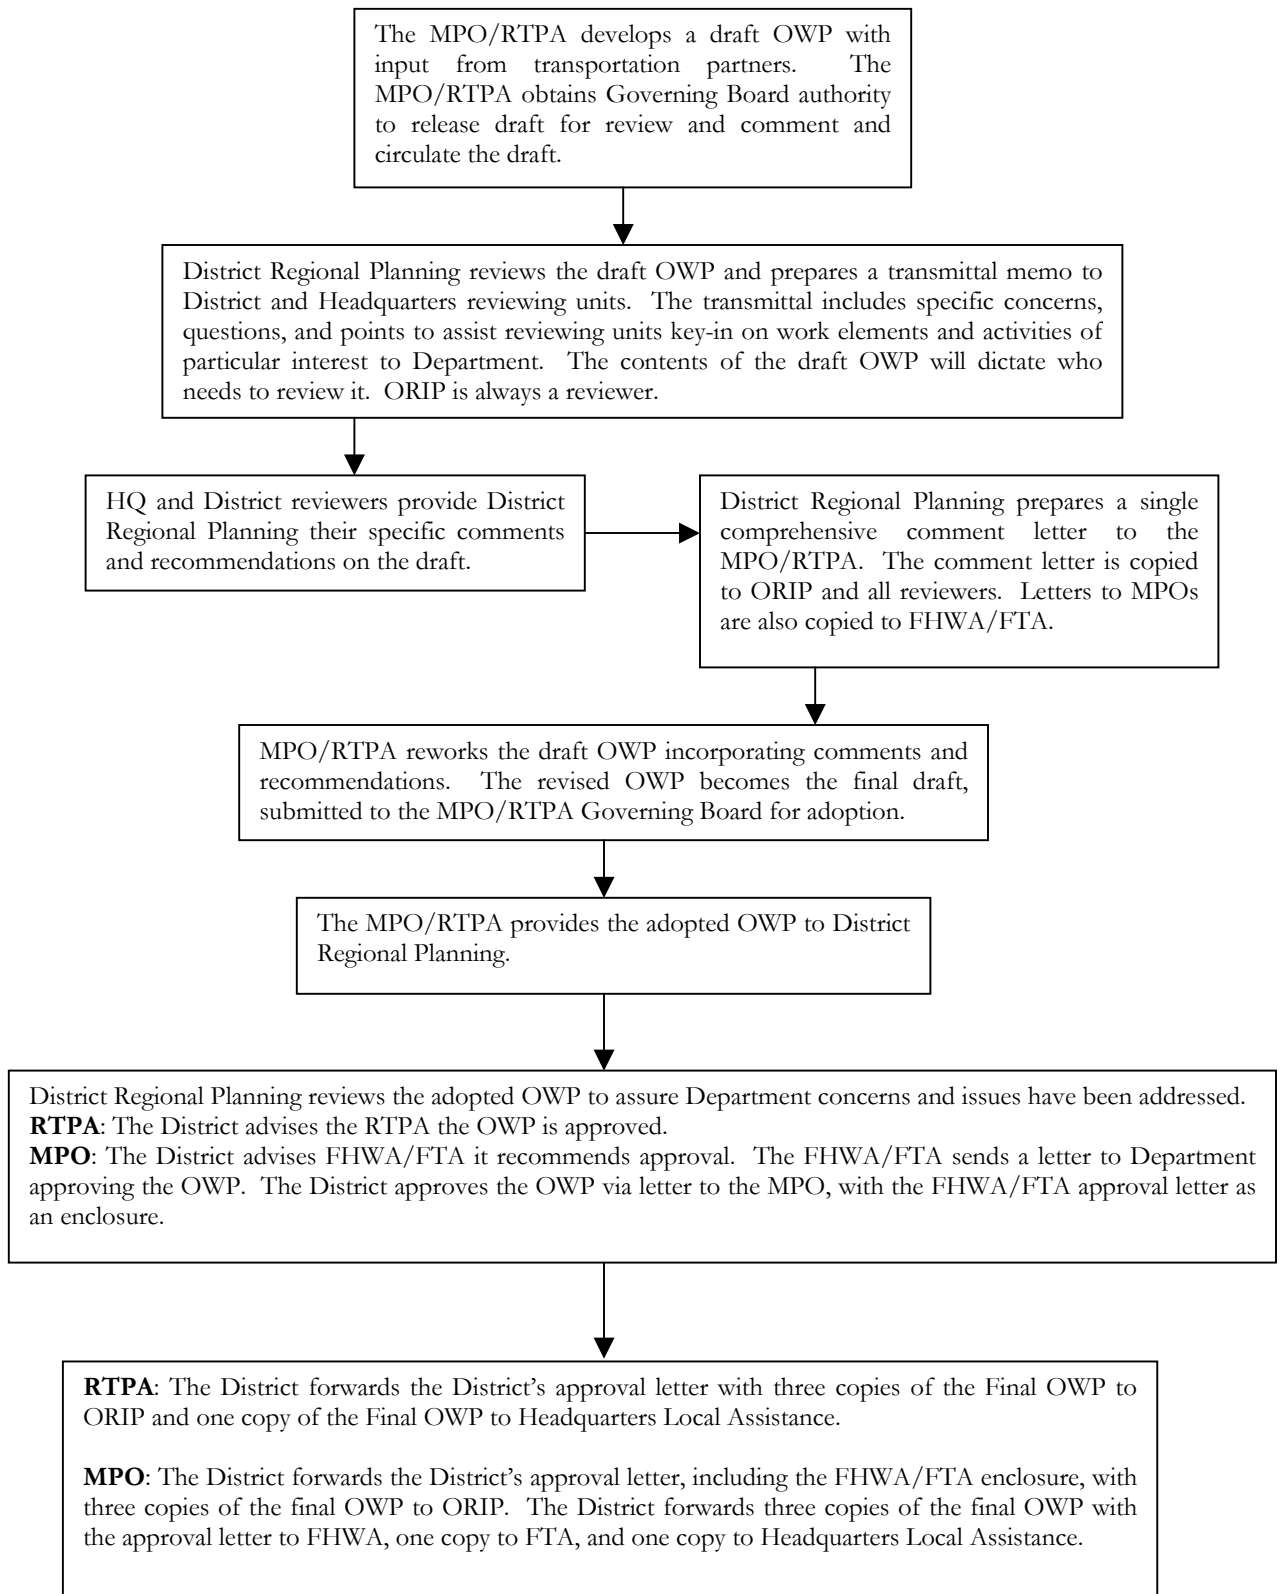 The MPO/RTPA develops a draft OWP with
input from transportation partners. The
MPO/RTPA obtains Governing Board authority
to release draft for review and comment and
circulate the draft.
District Regional Planning reviews the draft OWP and prepares a transmittal memo to
District and Headquarters reviewing units. The transmittal includes specific concerns,
questions, and points to assist reviewing units key-in on work elements and activities of
particular interest to Department. The contents of the draft OWP will dictate who
needs to review it. ORIP is always a reviewer.
HQ and District reviewers provide District
Regional Planning their specific comments
and recommendations on the draft.
District Regional Planning prepares a single
comprehensive comment letter to the
MPO/RTPA. The comment letter is copied
to ORIP and all reviewers. Letters to MPOs
are also copied to FHWA/FTA.
MPO/RTPA reworks the draft OWP incorporating comments and
recommendations. The revised OWP becomes the final draft,
submitted to the MPO/RTPA Governing Board for adoption.
The MPO/RTPA provides the adopted OWP to District
Regional Planning.
District Regional Planning reviews the adopted OWP to assure Department concerns and issues have been addressed.
RTPA: The District advises the RTPA the OWP is approved.
MPO: The District advises FHWA/FTA it recommends approval. The FHWA/FTA sends a letter to Department
approving the OWP. The District approves the OWP via letter to the MPO, with the FHWA/FTA approval letter as
an enclosure.
RTPA: The District forwards the District's approval letter with three copies of the Final OWP to
ORIP and one copy of the Final OWP to Headquarters Local Assistance.
MPO: The District forwards the District's approval letter, including the FHWA/FTA enclosure, with
three copies of the final OWP to ORIP. The District forwards three copies of the final OWP with
the approval letter to FHWA, one copy to FTA, and one copy to Headquarters Local Assistance.